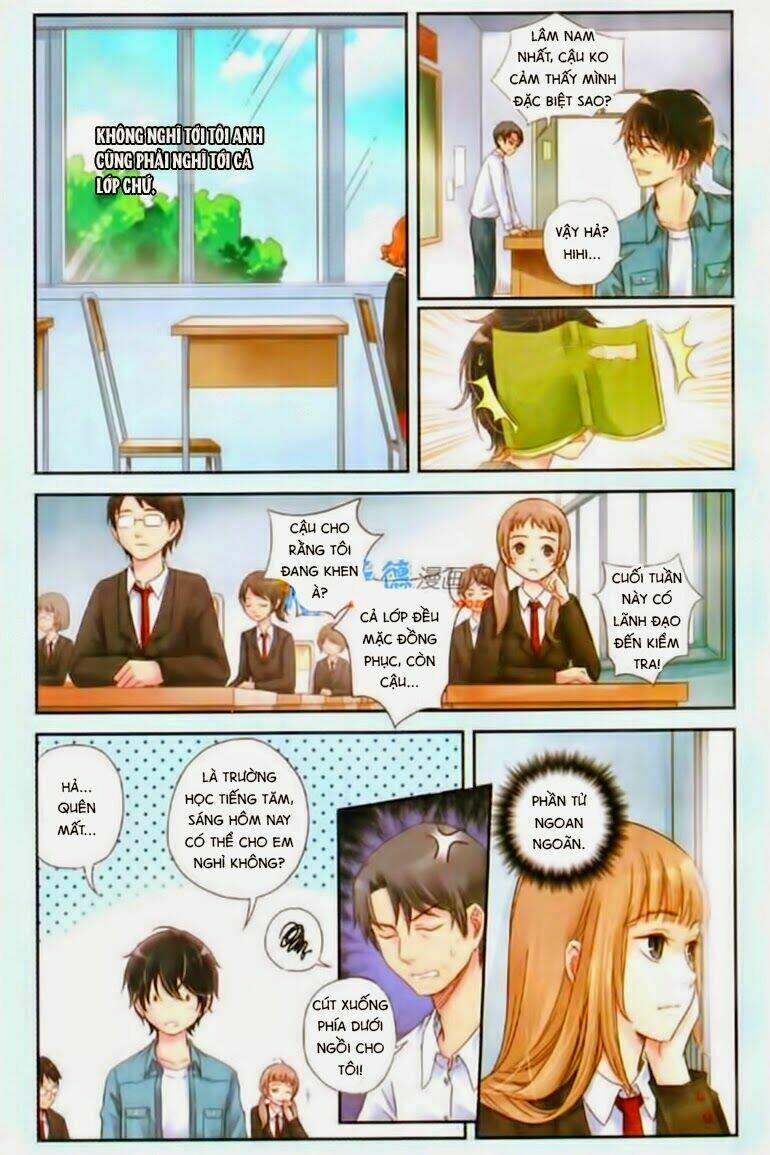 KHÔNG NGHĨ TỚI TÔI ANH
CŨNG PHẢI NGHĨ TỚI CẢ
LỚP CHỨ.
LÂM NAM
NHẤT, CẬU KO
CẢM THẤY MÌNH
ĐẶC BIỆT SAO?
VẬY HẢ?
HIHI...
CẬU CHO
RẰNG TÔI
ĐANG KHEN
À?
德·漫画
CẢ LỚP ĐỀU
MẶC ĐỒNG
PHỤC, CÒN
CẬU...
CUỐI TUẦN
NÀY CÓ
LÃNH ĐẠO
ĐẾN KIỂM
TRA!
HẢ...
QUÊN
MẤT...
LÀ TRƯỜNG
HỌC TIẾNG TĂM,
SÁNG HÔM NAY
CÓ THỂ CHO EM
NGHỈ KHÔNG?
CÚT XUỐNG
PHÍA DƯỚI
NGỒI CHO
TÔI!
PHẦN TỬ
NGOAN
NGOÃN.